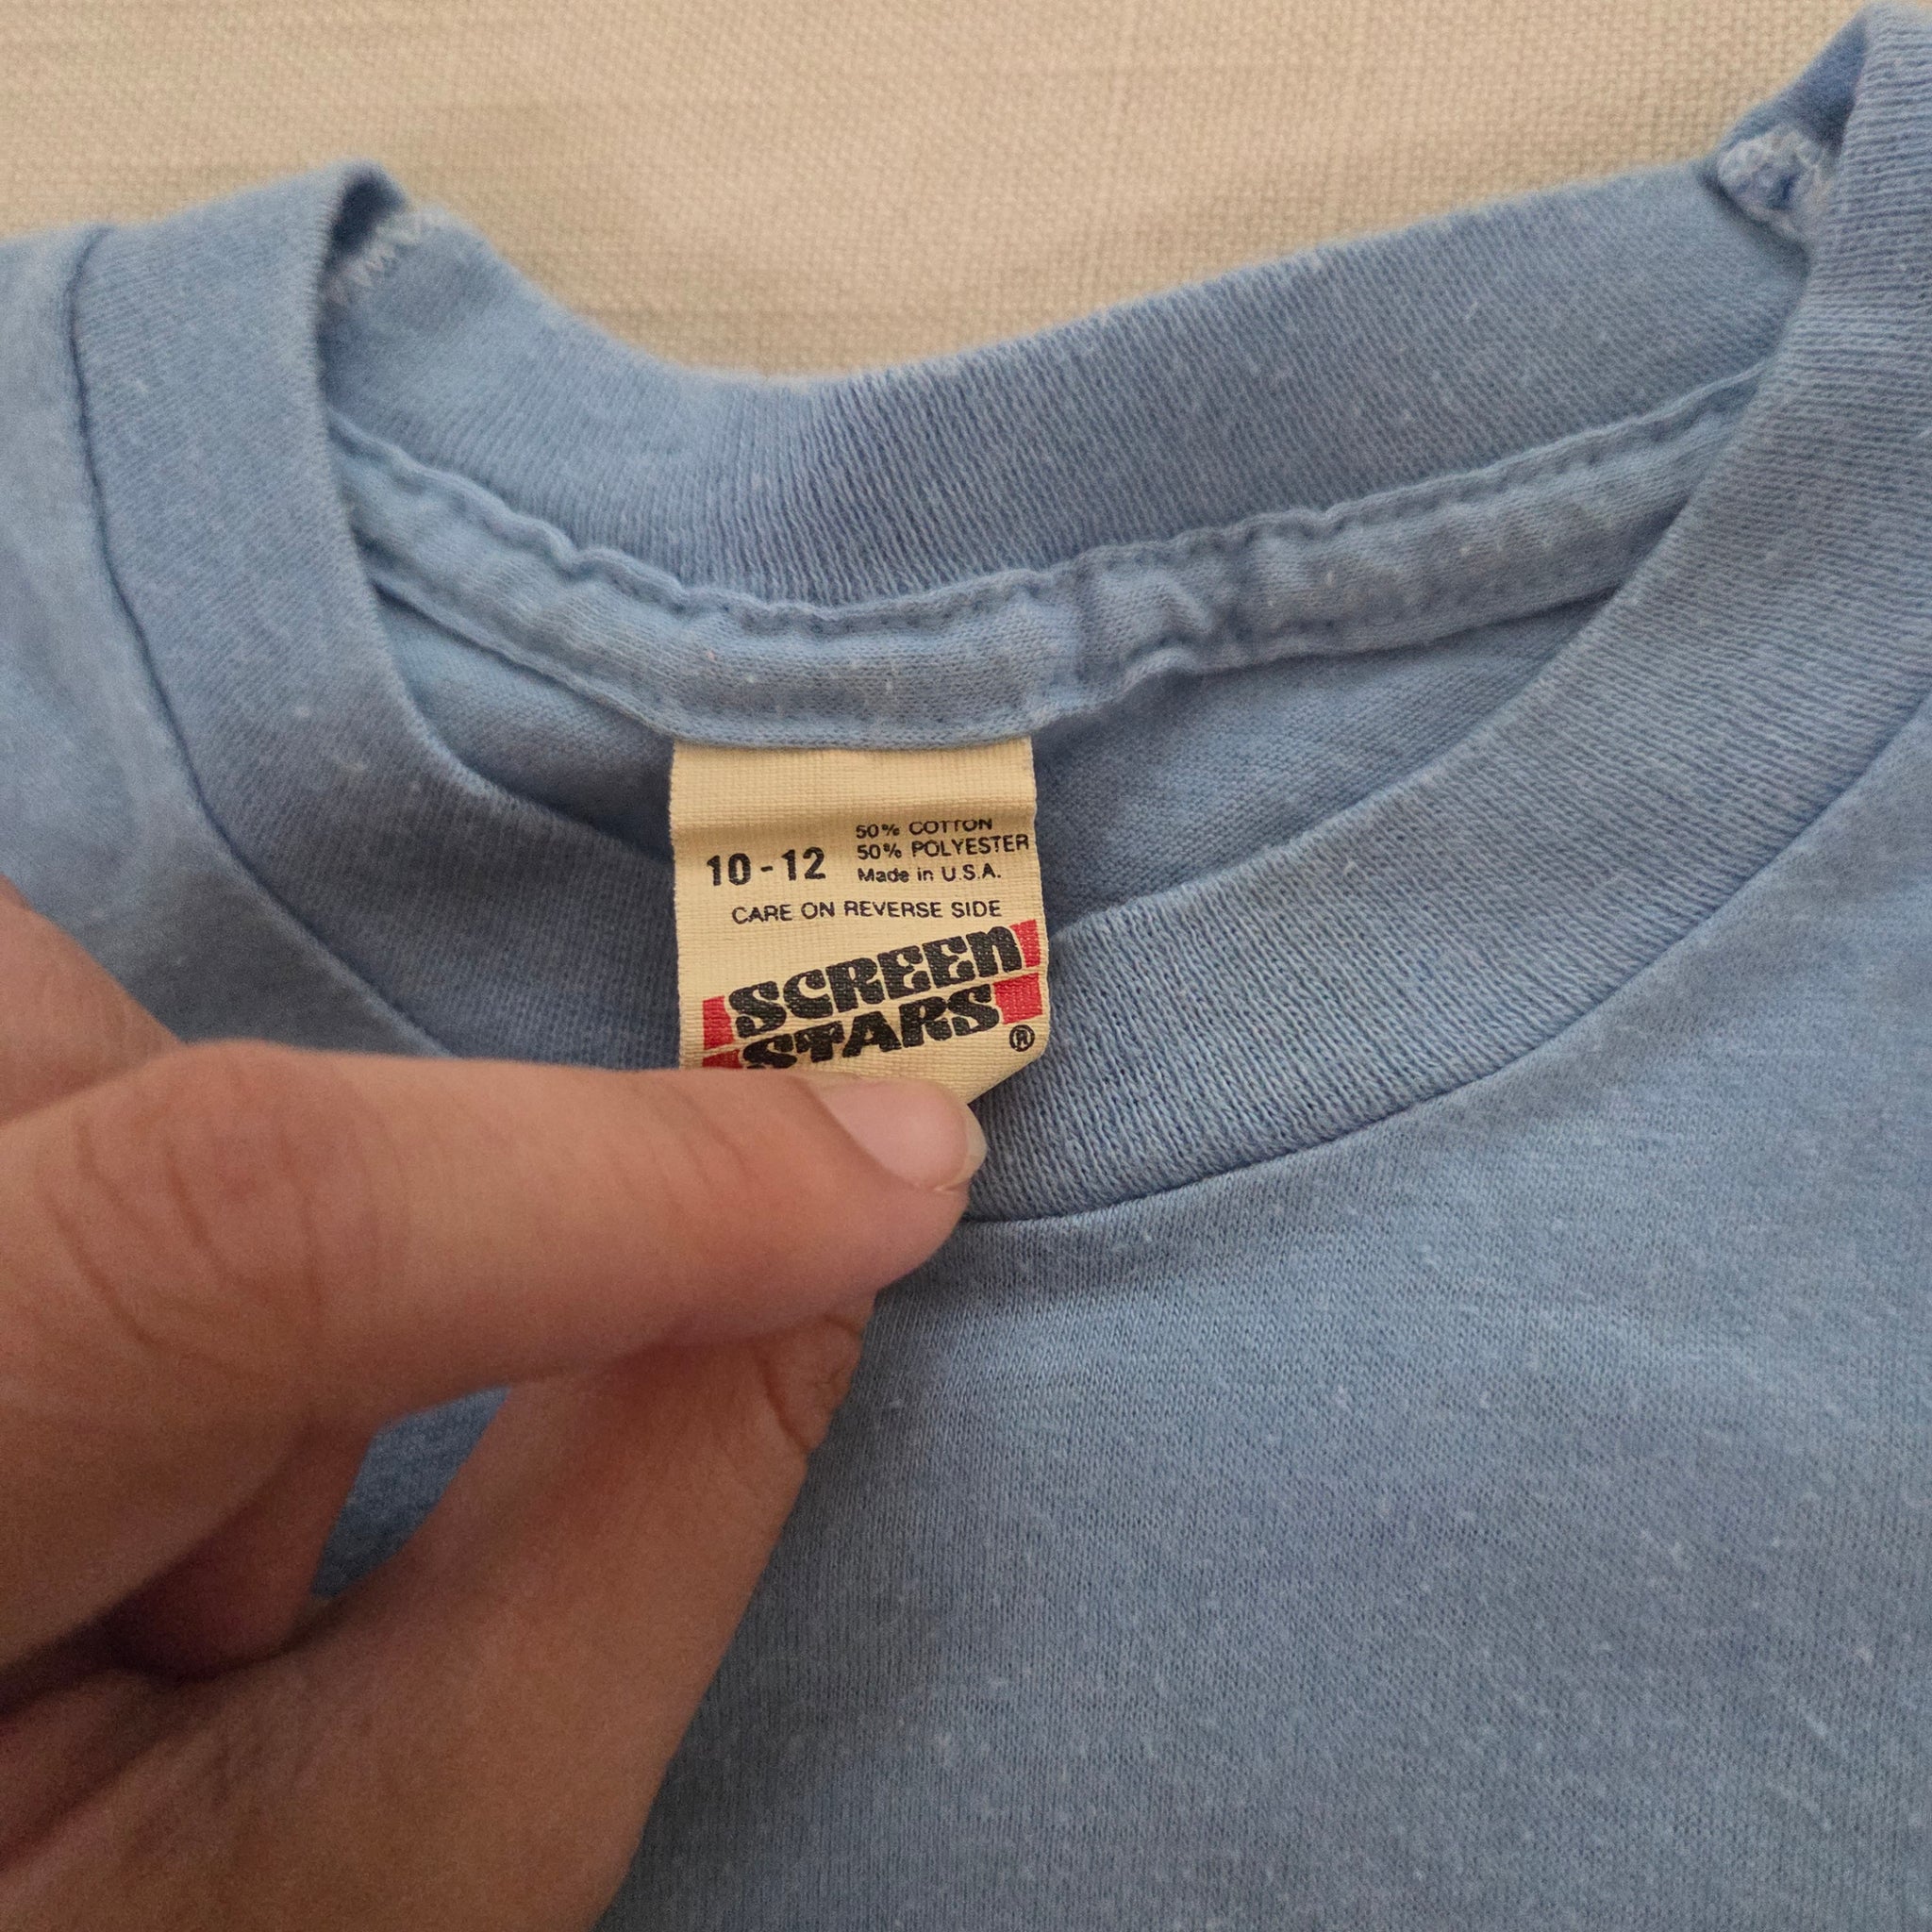 50% COTTON
10-12 50% POLYESTER
Made in U.S.A.
CARE ON REVERSE SIDE
SCREEN
STARS®